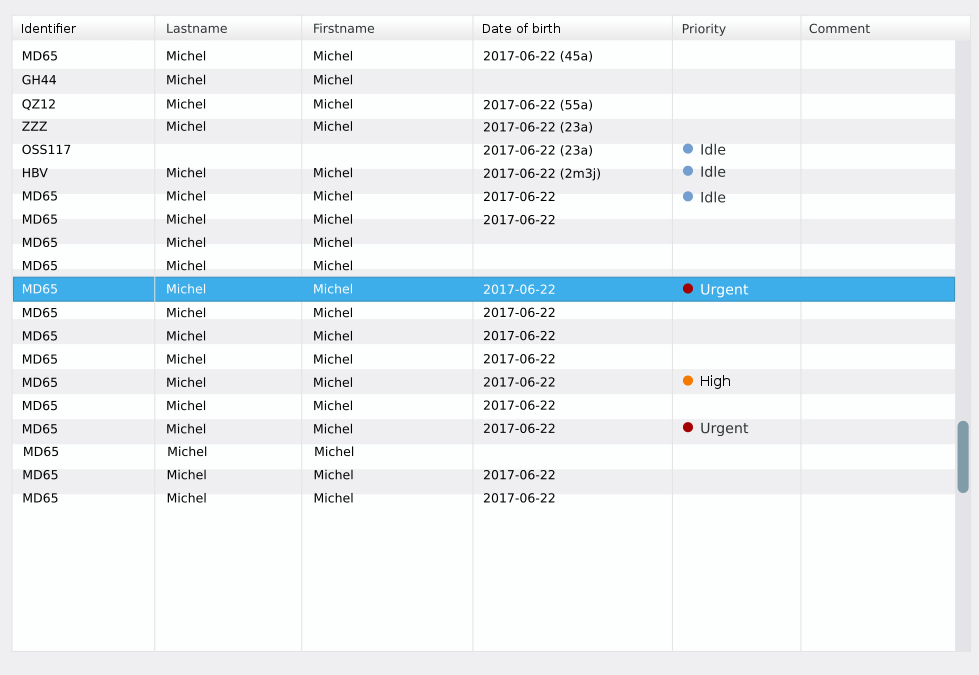 Identifier Lastname Firstname Date of birth Priority Comment
MD65 Michel Michel 2017-06-22 (45a)
GH44 Michel Michel
QZ12 Michel Michel 2017-06-22 (55a)
ZZZ Michel Michel 2017-06-22 (23a)
OSS117 2017-06-22 (23a) Idle
HBV Michel Michel 2017-06-22 (2m3j) Idle
MD65 Michel Michel 2017-06-22 Idle
MD65 Michel Michel 2017-06-22
MD65 Michel Michel
MD65 Michel Michel
MD65 Michel Michel 2017-06-22 Urgent
MD65 Michel Michel 2017-06-22
MD65 Michel Michel 2017-06-22
MD65 Michel Michel 2017-06-22
MD65 Michel Michel 2017-06-22 High
MD65 Michel Michel 2017-06-22
MD65 Michel Michel 2017-06-22 Urgent
MD65 Michel Michel
MD65 Michel Michel 2017-06-22
MD65 Michel Michel 2017-06-22